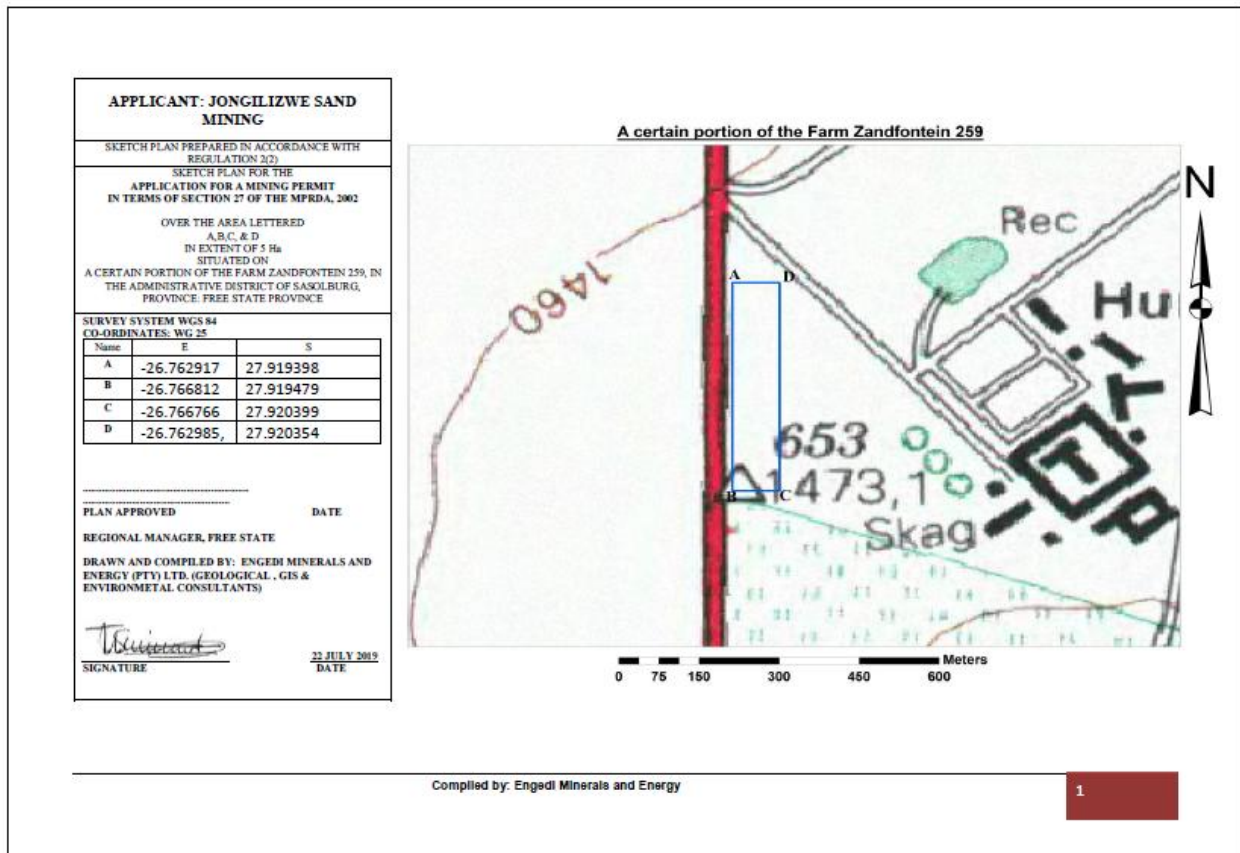 APPLICANT: JONGILIZWE SAND
MINING
SKETCH PLAN PREPARED IN ACCORDANCE WITH
REGULATION 2(2)
SKETCH PLAN FOR THE
APPLICATION FOR A MINING PERMIT
IN TERMS OF SECTION 27 OF THE MPRDA, 2002
OVER THE AREA LETTERED
A,B,C, & D
IN EXTENT OF 5 Ha
SITUATED ON
A CERTAIN PORTION OF THE FARM ZANDFONTEIN 259, IN
THE ADMINISTRATIVE DISTRICT OF SASOLBURG,
PROVINCE: FREE STATE PROVINCE
SURVEY SYSTEM WGS 84
CO-ORDINATES: WG 25
Name E S
A -26.762917 27.919398
B -26.766812 27.919479
C -26.766766 27.920399
D -26.762985, 27.920354
PLAN APPROVED DATE
REGIONAL MANAGER, FREE STATE
DRAWN AND COMPILED BY: ENGEDI MINERALS AND
ENERGY (PTY) LTD. (GEOLOGICAL , GIS &
ENVIRONMETAL CONSULTANTS)
22 JULY 2019
SIGNATURE DATE
A certain portion of the Farm Zandfontein 259
N
Rec
1460
A D
Hu
T
653
1473,1
B C
T
P
Skag
Meters
0 75 150 300 450 600
Compiled by: Engedi Minerals and Energy
1